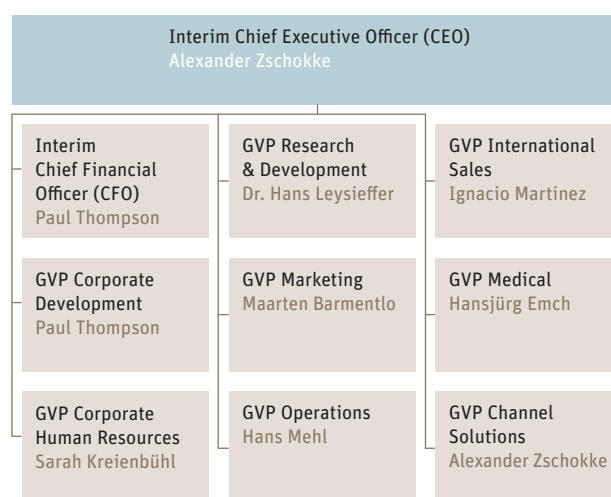 Interim Chief Executive Officer (CEO)
Alexander Zschokke
Interim
Chief Financial
Officer (CFO)
Paul Thompson
GVP Research
& Development
Dr. Hans Leysieffer
GVP International
Sales
Ignacio Martinez
GVP Corporate
Development
Paul Thompson
GVP Marketing
Maarten Barmentlo
GVP Medical
Hansjürg Emch
GVP Corporate
Human Resources
Sarah Kreienbühl
GVP Operations
Hans Mehl
GVP Channel
Solutions
Alexander Zschokke